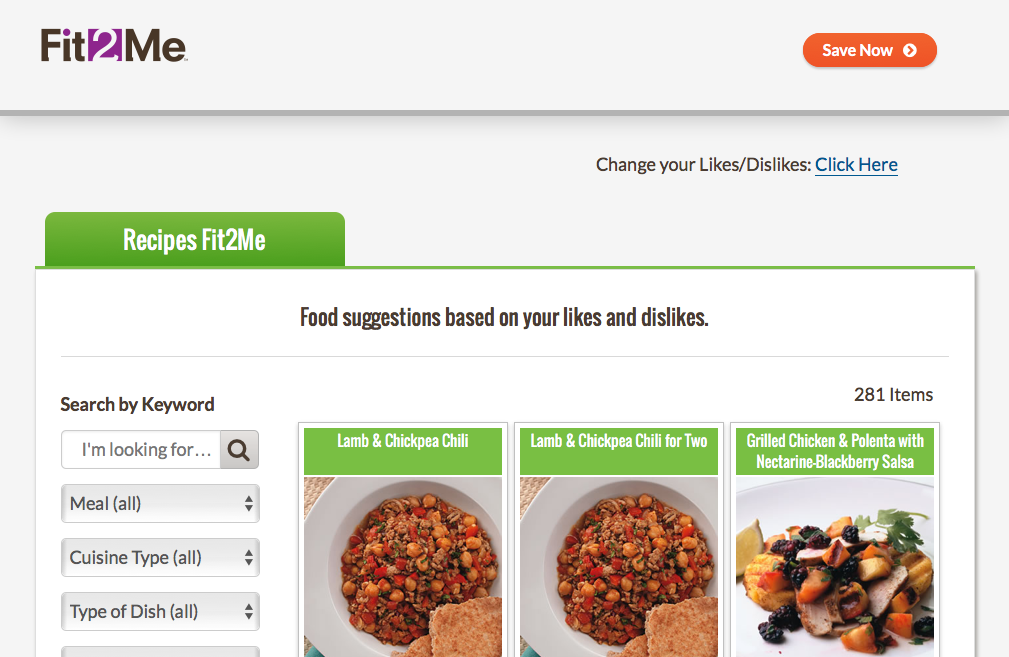 Fit2Me
Save Now
Change your Likes/Dislikes: Click Here
Recipes Fit2Me
Food suggestions based on your likes and dislikes.
281 Items
Search by Keyword
I'm looking for...
Meal (all)
Cuisine Type (all)
Type of Dish (all)
Lamb & Chickpea Chili
Lamb & Chickpea Chili for Two
Grilled Chicken & Polenta with
Nectarine-Blackberry Salsa